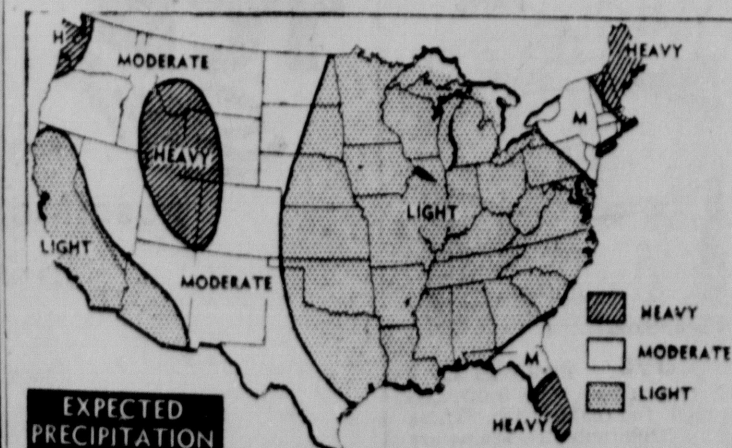 H
MODERATE
HEAVY
HEAVY
M
LIGHT
LIGHT
MODERATE
HEAVY
MODERATE
LIGHT
M
HEAVY
EXPECTED
PRECIPITATION